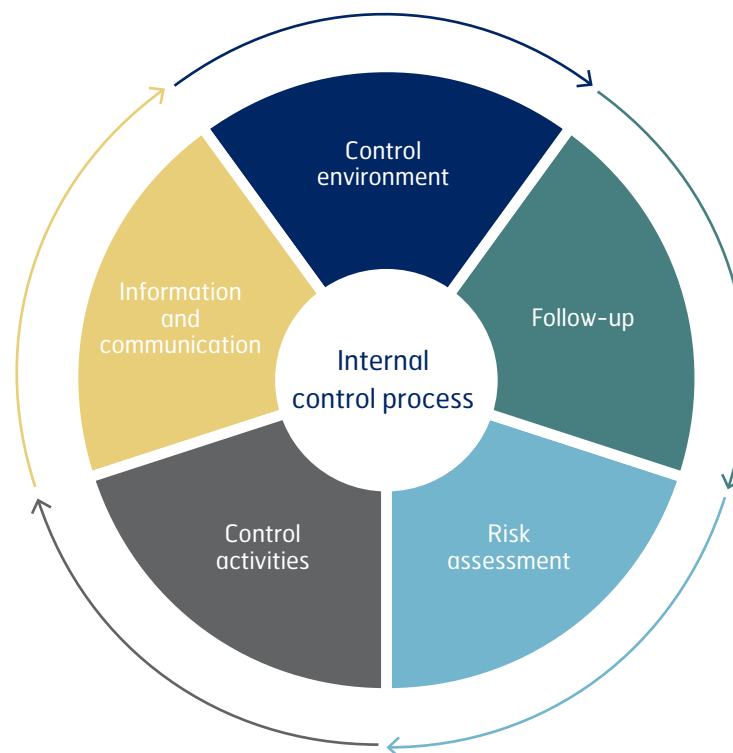 Control
environment
Follow-up
Risk
assessment
Control
activities
Information
and
communication
Internal
control process